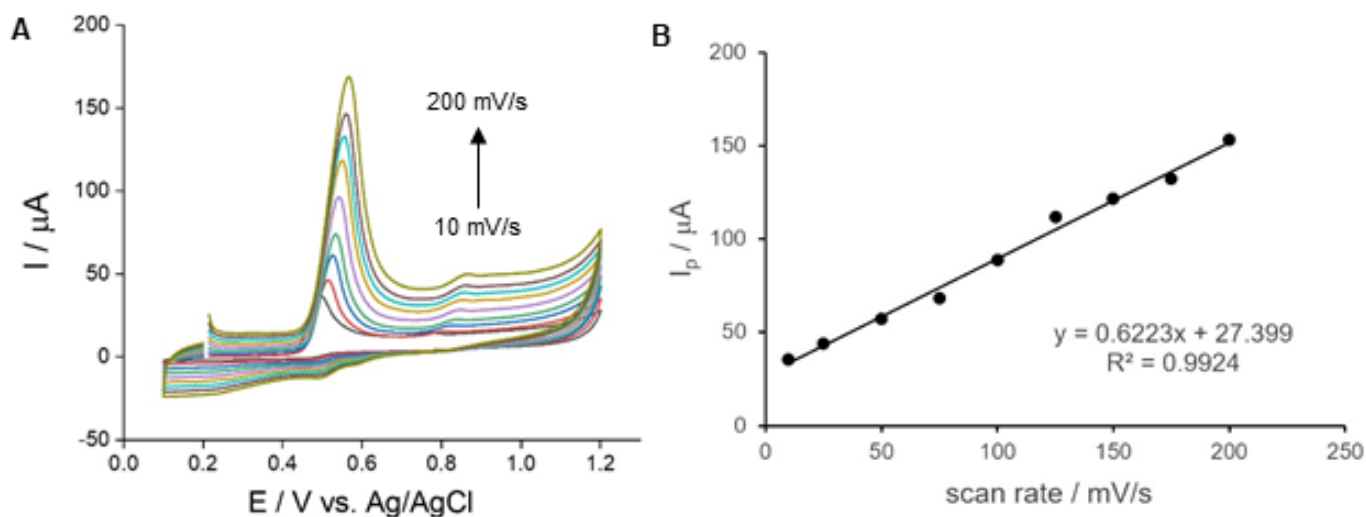 A
200
150
100
50
0
-50
I / μA
200 mV/s
10 mV/s
0.0 0.2 0.4 0.6 0.8 1.0 1.2
E / V vs. Ag/AgCl
B
200
150
100
50
0
Iₚ / μA
y = 0.6223x + 27.399
R² = 0.9924
0 50 100 150 200 250
scan rate / mV/s